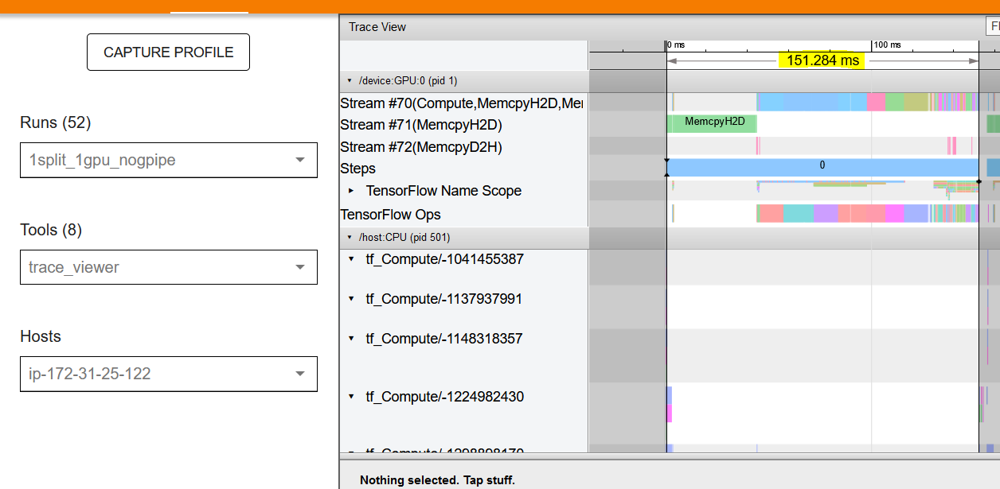 CAPTURE PROFILE
Runs (52)
1split_1gpu_nogpipe
Tools (8)
trace_viewer
Hosts
ip-172-31-25-122
Trace View
0 ms
100 ms
151.284 ms
/device:GPU:0 (pid 1)
Stream #70(Compute,MemcpyH2D,Me
Stream #71(MemcpyH2D)
MemcpyH2D
Stream #72(MemcpyD2H)
Steps
0
TensorFlow Name Scope
TensorFlow Ops
/host:CPU (pid 501)
tf_Compute/-1041455387
tf_Compute/-1137937991
tf_Compute/-1148318357
tf_Compute/-1224982430
Nothing selected. Tap stuff.